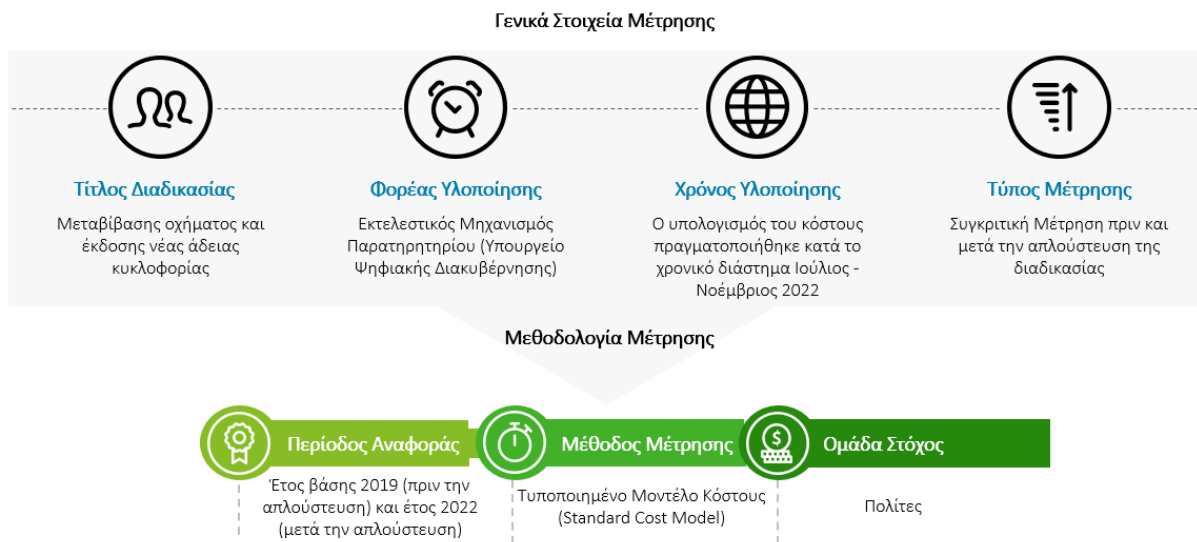 Γενικά Στοιχεία Μέτρησης
Τίτλος Διαδικασίας
Μεταβίβασης οχήματος και
έκδοσης νέας άδειας
κυκλοφορίας
Φορέας Υλοποίησης
Εκτελεστικός Μηχανισμός
Παρατηρητηρίου (Υπουργείο
Ψηφιακής Διακυβέρνησης)
Χρόνος Υλοποίησης
Ο υπολογισμός του κόστους
πραγματοποιήθηκε κατά το
χρονικό διάστημα Ιούλιος -
Νοέμβριος 2022
Τύπος Μέτρησης
Συγκριτική Μέτρηση πριν και
μετά την απλούστευση της
διαδικασίας
Μεθοδολογία Μέτρησης
Περίοδος Αναφοράς
Έτος βάσης 2019 (πριν την
απλούστευση) και έτος 2022
(μετά την απλούστευση)
Μέθοδος Μέτρησης
Τυποποιημένο Μοντέλο Κόστους
(Standard Cost Model)
$
Ομάδα Στόχος
Πολίτες